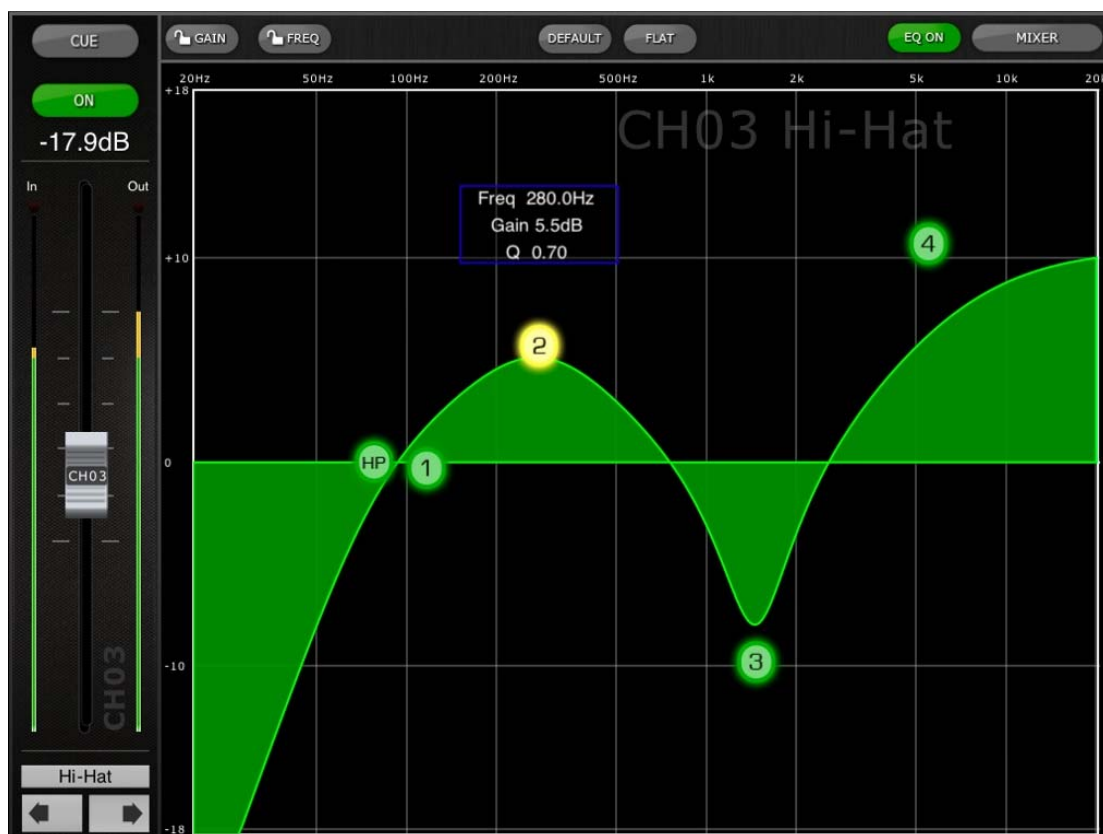 CUE
ON
-17.9dB
In Out
CH03
CH03
Hi-Hat
GAIN FREQ DEFAULT FLAT EQ ON MIXER
20Hz 50Hz 100Hz 200Hz 500Hz 1k 2k 5k 10k 20
+18
CH03 Hi-Hat
Freq 280.0Hz
Gain 5.5dB
Q 0.70
4
+10
2
0
HP 1
3
-10
-18